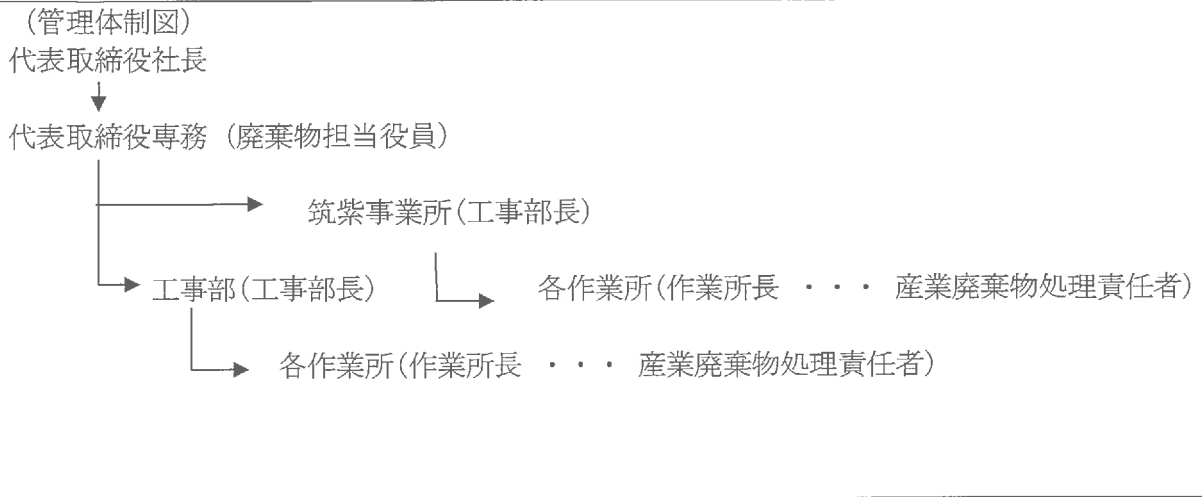 （管理体制図）
代表取締役社長
代表取締役専務（廃棄物担当役員）
筑紫事業所（工事部長）
工事部（工事部長）
各作業所（作業所長 ・・・ 産業廃棄物処理責任者）
各作業所（作業所長 ・・・ 産業廃棄物処理責任者）